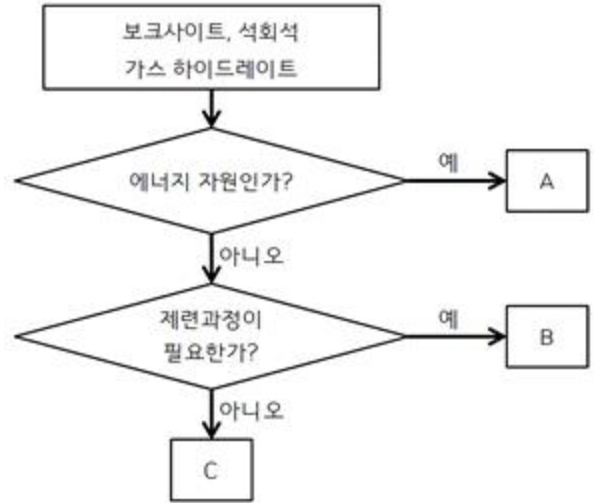 보크사이트, 석회석
가스 하이드레이트
에너지 자원인가?
예
A
아니오
제련과정이
필요한가?
예
B
아니오
C